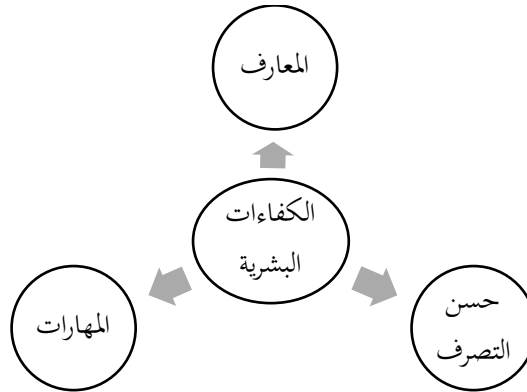 المعارف
الكفاءات
البشرية
حسن
التصرف
المهارات